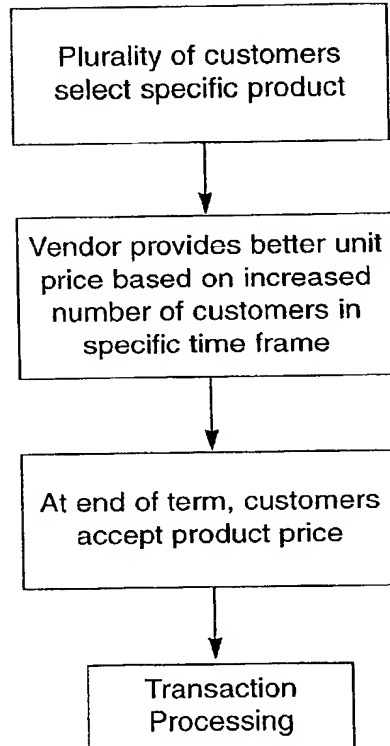 Plurality of customers
select specific product
Vendor provides better unit
price based on increased
number of customers in
specific time frame
At end of term, customers
accept product price
Transaction
Processing